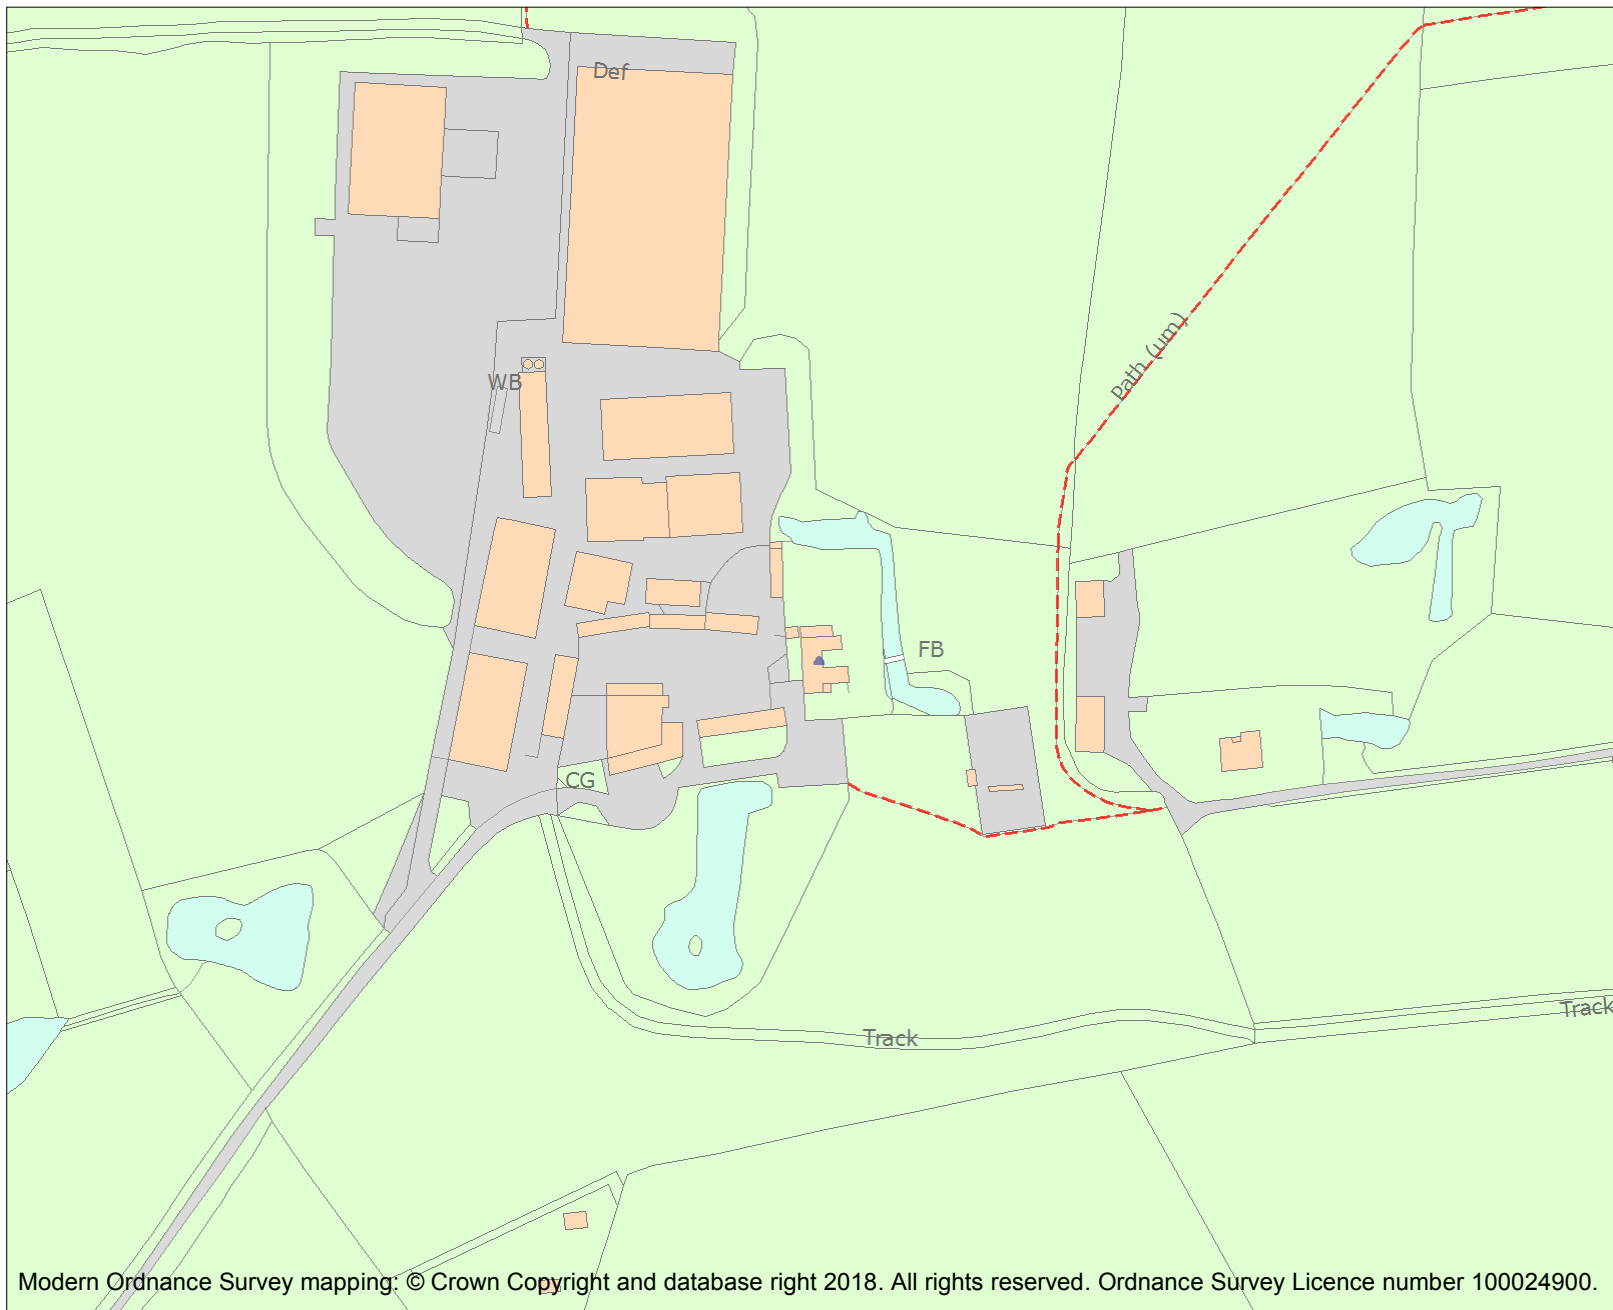 Def
Path (um)
WB
FB
CG
Track
Track
Modern Ordnance Survey mapping: © Crown Copyright and database right 2018. All rights reserved. Ordnance Survey Licence number 100024900.